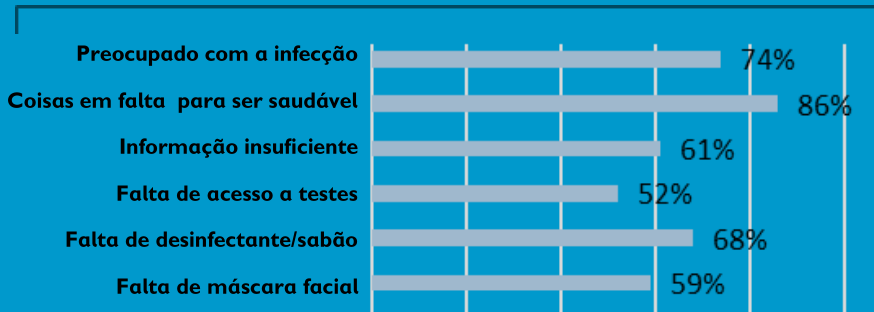 Preocupado com a infecção 74%
Coisas em falta para ser saudável 86%
Informação insuficiente 61%
Falta de acesso a testes 52%
Falta de desinfectante/sabão 68%
Falta de máscara facial 59%